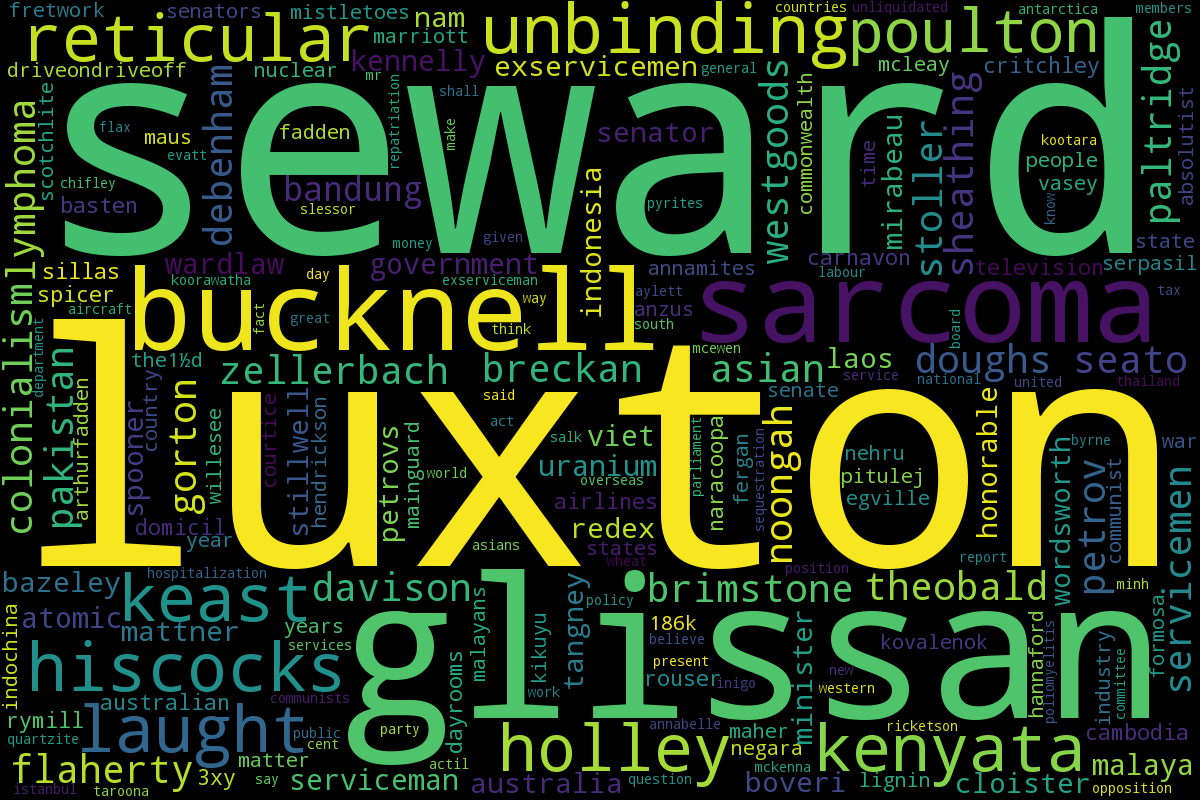 fretwork senators mistletoes nam countries unliquidated antarctica members
reticular marriott unbinding poulton
driveondriveoff nuclear kennelly exservicemen general mcleay critchley
mr shall
seward
scotchlite flax maus evatt debenham fadden repatriation make senator westgoods commonwealth time mirabeau stoller sheathing kootara people vasey know paltridge absolutist
chifley basten bandung slessor pyrites
colonialism lymphoma wardlaw money given government indonesia annamites carnavon labour television state serpasil
sillas koorawatha day exserviceman aylett tax
spicer aircraft fact great bucknell way think anzus south sarcoma board
department the1½d zellerbach breckan mcewen asian laos doughs seato
pakistan arthurfadden country said service senate national united thailand
luxton
spooner gorton willesee courtice stillwell hendrickson petrovs mainguard act world salk viet uranium overseas parliament naracoopa fergan sequestration noongah nehru pitulej egville honorable wordsworth byrne petrov communist war servicemen
domicil year asians airlines redex states wheat position report
bazeley hospitalization keast davison policy brimstone theobald minh
indochina atomic mattner years services glissan malayans kikuyu work tangney 186k believe present rouser inigo minister new western kovalenok hannaford poliomyelitis industry committee formosa
hiscocks australian communists
rymill laught public party dayrooms annabelle maher ricketson cambodia
quartzite cent actil holley negara kenyata
flaherty 3xy matter say serviceman australia question mckenna boveri lignin cloister malaya
istanbul taroona opposition